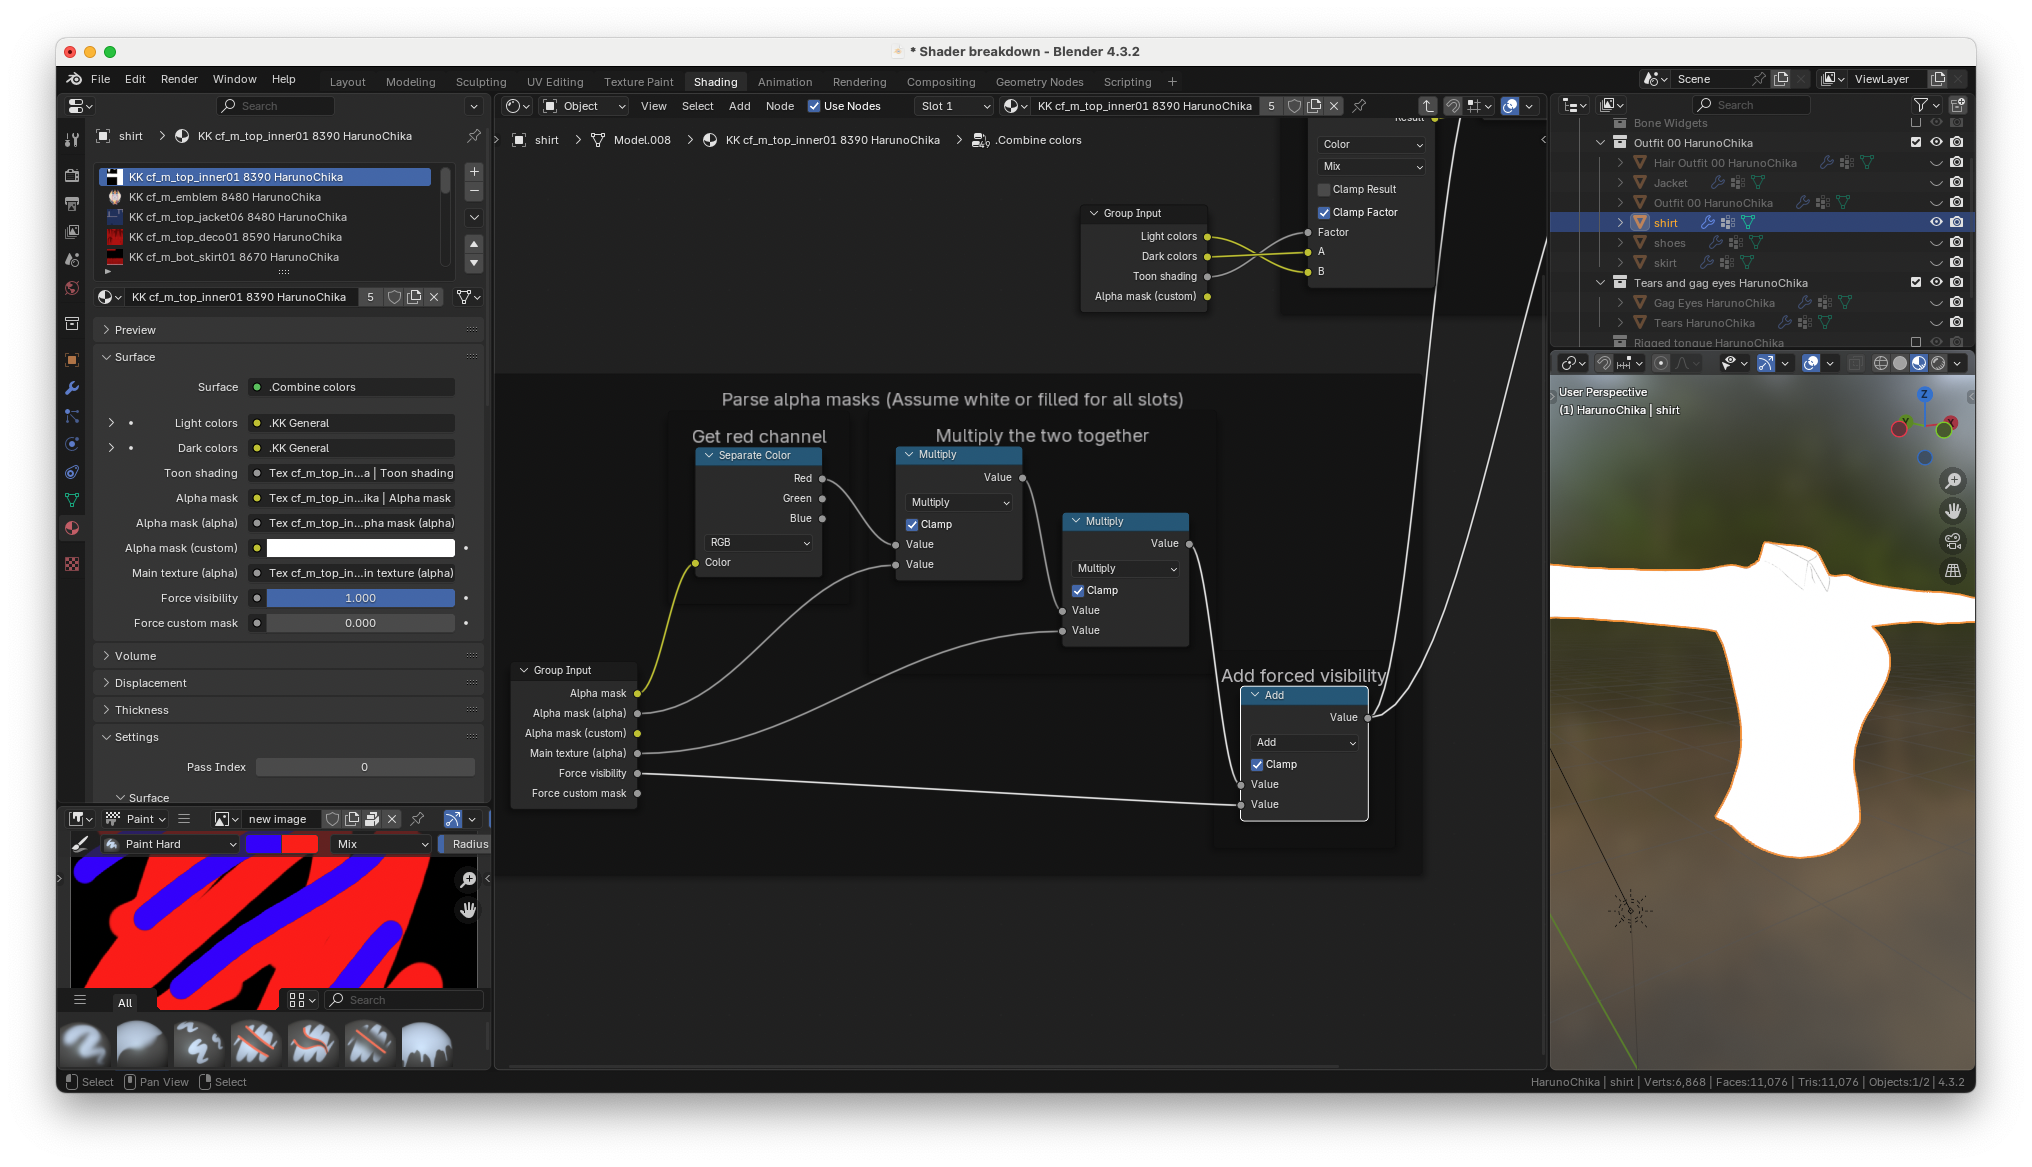 * Shader breakdown - Blender 4.3.2
File Edit Render Window Help
Layout Modeling Sculpting UV Editing Texture Paint Shading Animation Rendering Compositing Geometry Nodes Scripting +
Scene
ViewLayer
Search
shirt > KK cf_m_top_inner01 8390 HarunoChika
KK cf_m_top_inner01 8390 HarunoChika
KK cf_m_emblem 8480 HarunoChika
KK cf_m_top_jacket06 8480 HarunoChika
KK cf_m_top_deco01 8590 HarunoChika
KK cf_m_bot_skirt01 8670 HarunoChika
KK cf_m_top_inner01 8390 HarunoChika 5
Preview
Surface
Surface .Combine colors
Light colors .KK General
Dark colors .KK General
Toon shading Tex cf_m_top_in...a | Toon shading
Alpha mask Tex cf_m_top_in...ika | Alpha mask
Alpha mask (alpha) Tex cf_m_top_in...pha mask (alpha)
Alpha mask (custom)
Main texture (alpha) Tex cf_m_top_in...in texture (alpha)
Force visibility 1.000
Force custom mask 0.000
Volume
Displacement
Thickness
Settings
Pass Index 0
Surface
Paint new image
Paint Hard Mix Radius
All Search
Object View Select Add Node Use Nodes Slot 1 KK cf_m_top_inner01 8390 HarunoChika 5
shirt > Model.008 > KK cf_m_top_inner01 8390 HarunoChika > .Combine colors
Result
Color
Mix
Clamp Result
Clamp Factor
Factor
A
B
Group Input
Light colors
Dark colors
Toon shading
Alpha mask (custom)
Parse alpha masks (Assume white or filled for all slots)
Get red channel
Separate Color
Red
Green
Blue
RGB
Color
Multiply the two together
Multiply
Value
Multiply
Clamp
Value
Value
Multiply
Value
Multiply
Clamp
Value
Value
Group Input
Alpha mask
Alpha mask (alpha)
Alpha mask (custom)
Main texture (alpha)
Force visibility
Force custom mask
Add forced visibility
Add
Value
Add
Clamp
Value
Value
Search
Bone Widgets
Outfit 00 HarunoChika
Hair Outfit 00 HarunoChika
Jacket
Outfit 00 HarunoChika
shirt
shoes
skirt
Tears and gag eyes HarunoChika
Gag Eyes HarunoChika
Tears HarunoChika
Rigged tongue HarunoChika
User Perspective
(1) HarunoChika | shirt
Z
Y
X
Select Pan View Select
HarunoChika | shirt | Verts:6,868 | Faces:11,076 | Tris:11,076 | Objects:1/2 | 4.3.2